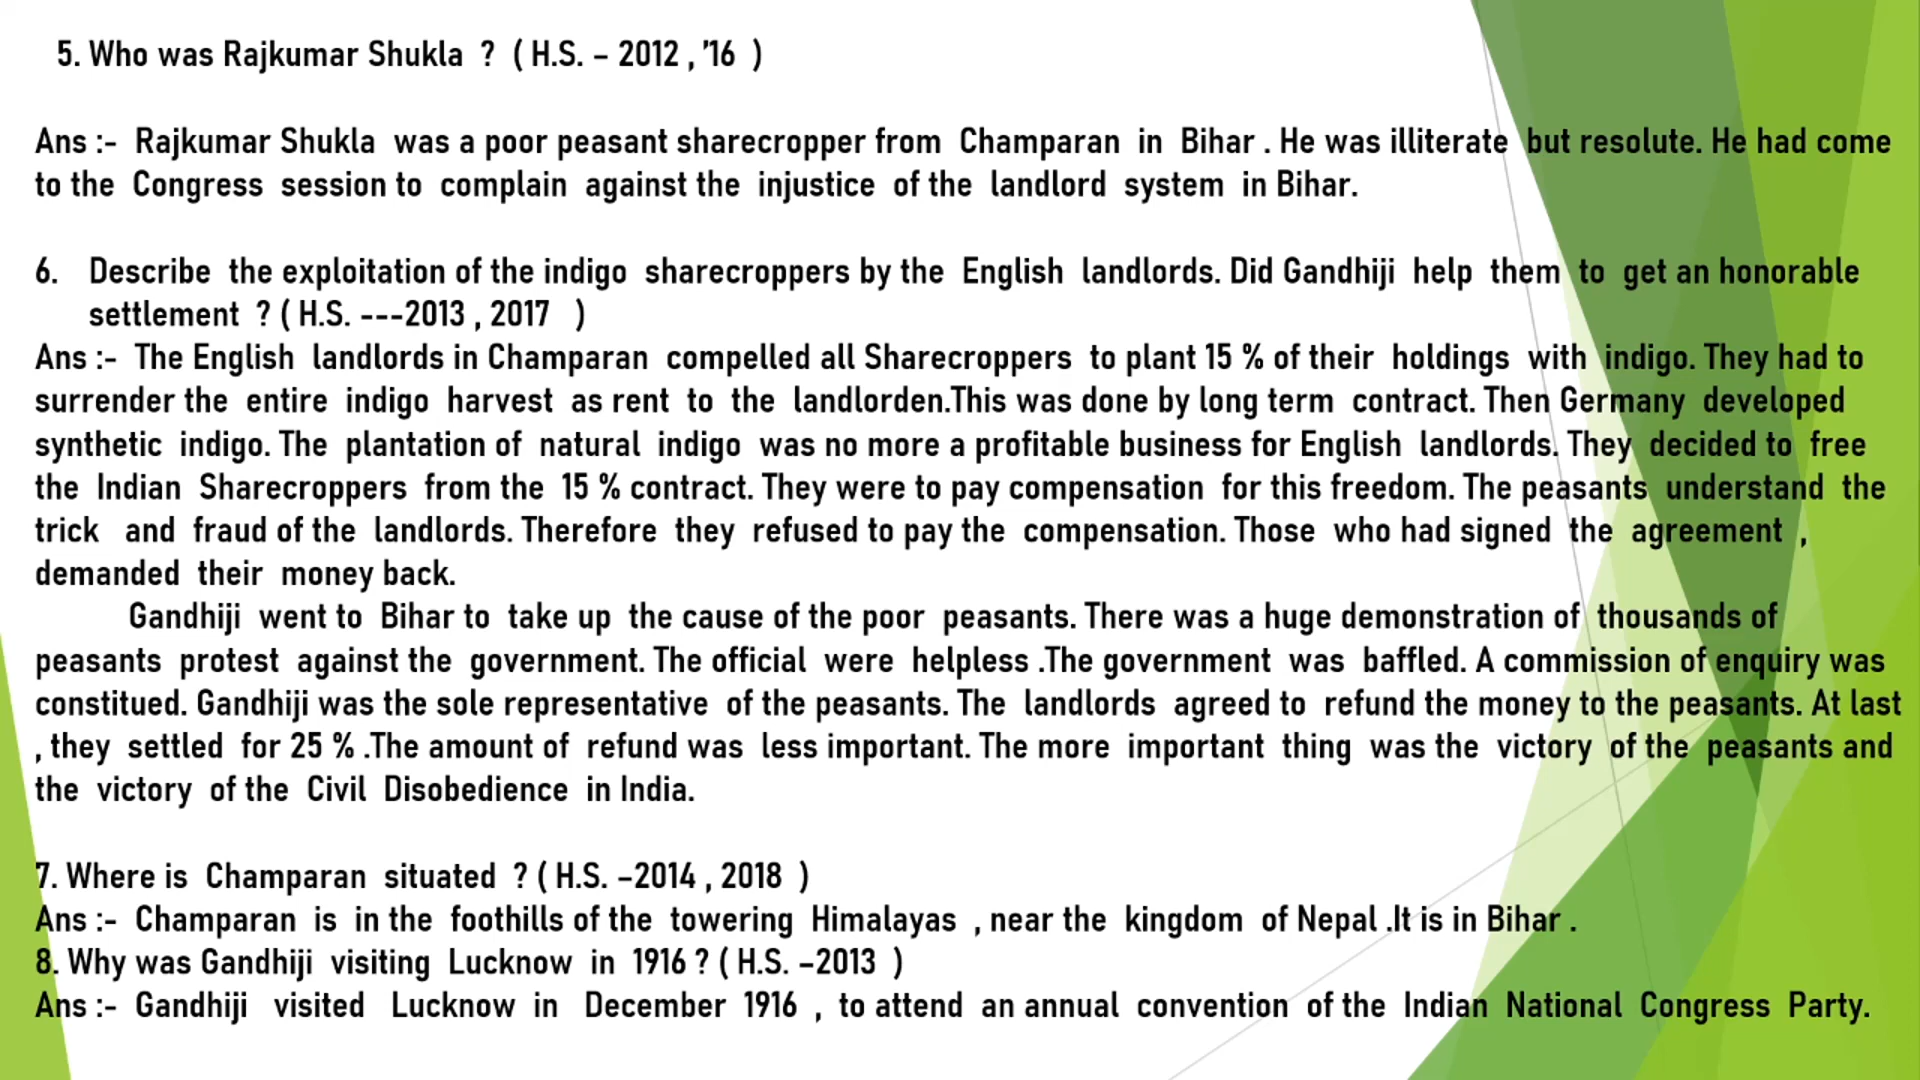 5. Who was Rajkumar Shukla ? ( H.S. – 2012 , '16 )
Ans :- Rajkumar Shukla was a poor peasant sharecropper from Champaran in Bihar . He was illiterate but resolute. He had come
to the Congress session to complain against the injustice of the landlord system in Bihar.
6. Describe the exploitation of the indigo sharecroppers by the English landlords. Did Gandhiji help them to get an honorable
settlement ? ( H.S. ---2013 , 2017 )
Ans :- The English landlords in Champaran compelled all Sharecroppers to plant 15 % of their holdings with indigo. They had to
surrender the entire indigo harvest as rent to the landlorden.This was done by long term contract. Then Germany developed
synthetic indigo. The plantation of natural indigo was no more a profitable business for English landlords. They decided to free
the Indian Sharecroppers from the 15 % contract. They were to pay compensation for this freedom. The peasants understand the
trick and fraud of the landlords. Therefore they refused to pay the compensation. Those who had signed the agreement ,
demanded their money back.
Gandhiji went to Bihar to take up the cause of the poor peasants. There was a huge demonstration of thousands of
peasants protest against the government. The official were helpless .The government was baffled. A commission of enquiry was
constitued. Gandhiji was the sole representative of the peasants. The landlords agreed to refund the money to the peasants. At last
, they settled for 25 % .The amount of refund was less important. The more important thing was the victory of the peasants and
the victory of the Civil Disobedience in India.
7. Where is Champaran situated ? ( H.S. –2014 , 2018 )
Ans :- Champaran is in the foothills of the towering Himalayas , near the kingdom of Nepal .It is in Bihar .
8. Why was Gandhiji visiting Lucknow in 1916 ? ( H.S. –2013 )
Ans :- Gandhiji visited Lucknow in December 1916 , to attend an annual convention of the Indian National Congress Party.